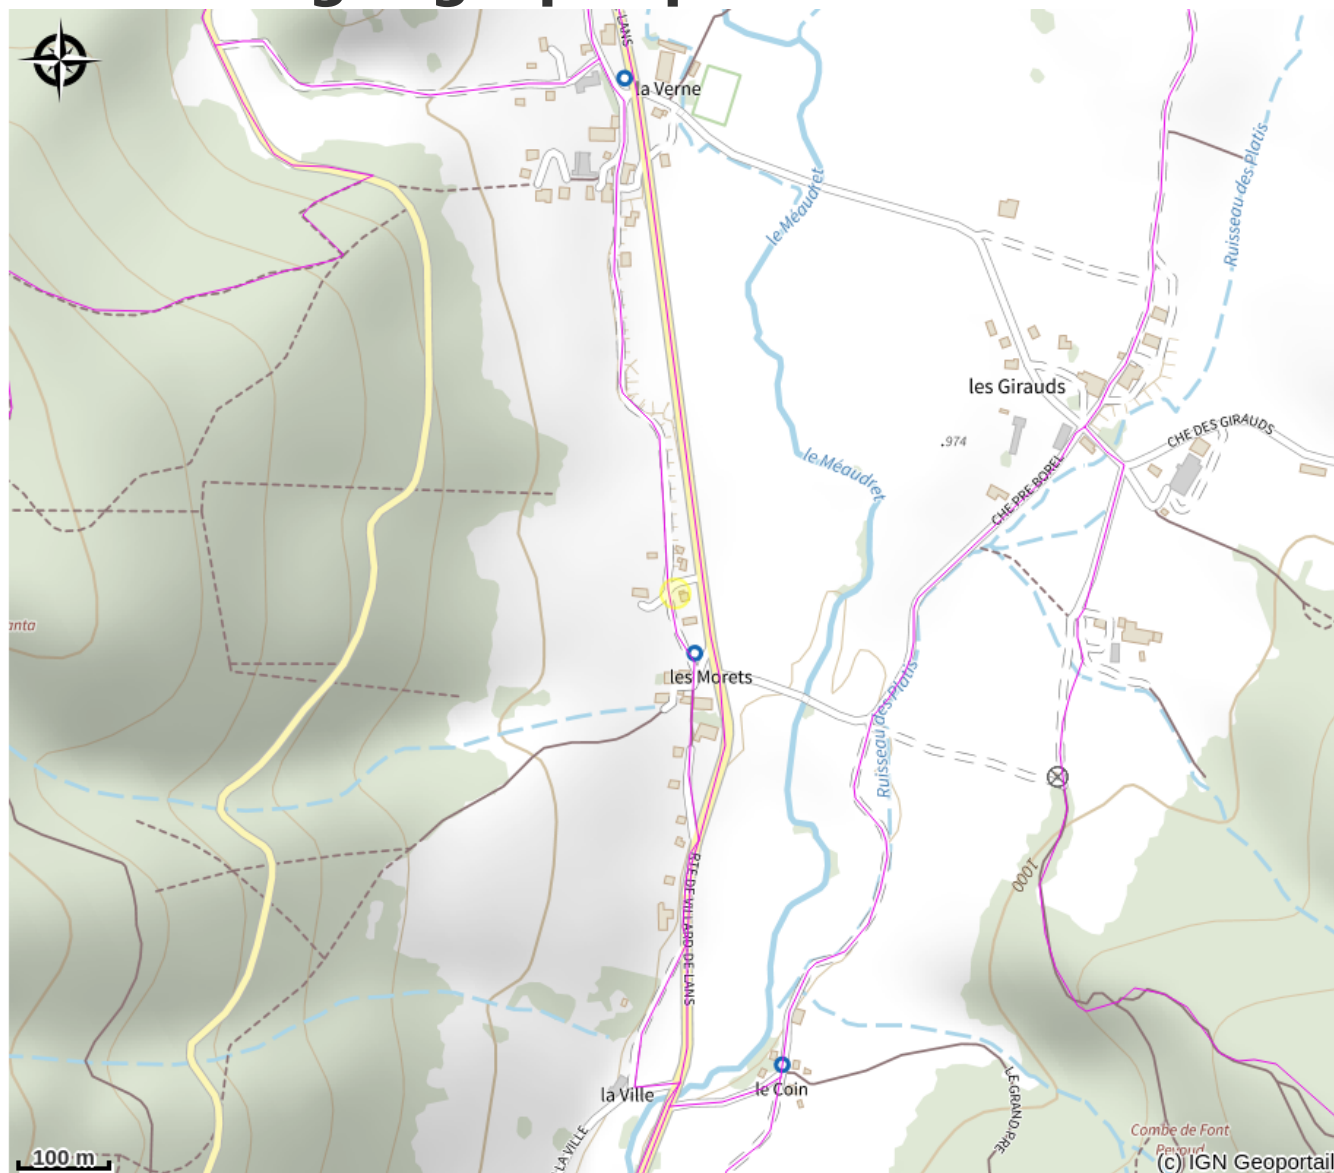 LANS
la Verne
le Méaudret
Ruisseau des Platis
les Girauds
974
CHE DES GIRAUDS
le Méaudret
CHE PRE BOREL
anta
les Morets
Ruisseau des Platis
1000
RTE DE VILLARD DE LANS
la Ville
le Coin
LE GRAND PRE
LA VILLE
Combe de Font
Peyoud
100 m
(c) IGN Geoportail